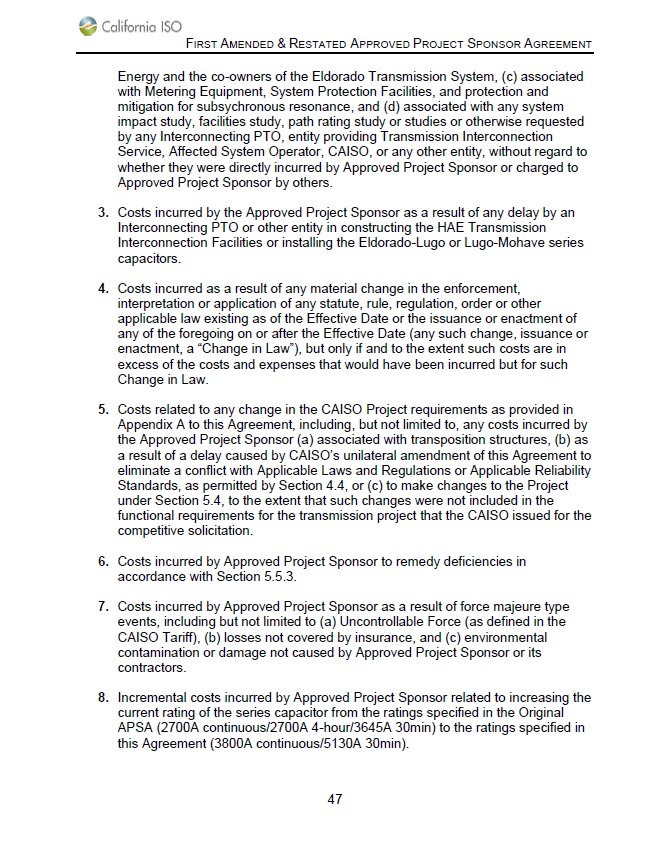 California ISO
FIRST AMENDED & RESTATED APPROVED PROJECT SPONSOR AGREEMENT
Energy and the co-owners of the Eldorado Transmission System, (c) associated
with Metering Equipment, System Protection Facilities, and protection and
mitigation for subsychronous resonance, and (d) associated with any system
impact study, facilities study, path rating study or studies or otherwise requested
by any Interconnecting PTO, entity providing Transmission Interconnection
Service, Affected System Operator, CAISO, or any other entity, without regard to
whether they were directly incurred by Approved Project Sponsor or charged to
Approved Project Sponsor by others.
3. Costs incurred by the Approved Project Sponsor as a result of any delay by an
Interconnecting PTO or other entity in constructing the HAE Transmission
Interconnection Facilities or installing the Eldorado-Lugo or Lugo-Mohave series
capacitors.
4. Costs incurred as a result of any material change in the enforcement,
interpretation or application of any statute, rule, regulation, order or other
applicable law existing as of the Effective Date or the issuance or enactment of
any of the foregoing on or after the Effective Date (any such change, issuance or
enactment, a “Change in Law”), but only if and to the extent such costs are in
excess of the costs and expenses that would have been incurred but for such
Change in Law.
5. Costs related to any change in the CAISO Project requirements as provided in
Appendix A to this Agreement, including, but not limited to, any costs incurred by
the Approved Project Sponsor (a) associated with transposition structures, (b) as
a result of a delay caused by CAISO’s unilateral amendment of this Agreement to
eliminate a conflict with Applicable Laws and Regulations or Applicable Reliability
Standards, as permitted by Section 4.4, or (c) to make changes to the Project
under Section 5.4, to the extent that such changes were not included in the
functional requirements for the transmission project that the CAISO issued for the
competitive solicitation.
6. Costs incurred by Approved Project Sponsor to remedy deficiencies in
accordance with Section 5.5.3.
7. Costs incurred by Approved Project Sponsor as a result of force majeure type
events, including but not limited to (a) Uncontrollable Force (as defined in the
CAISO Tariff), (b) losses not covered by insurance, and (c) environmental
contamination or damage not caused by Approved Project Sponsor or its
contractors.
8. Incremental costs incurred by Approved Project Sponsor related to increasing the
current rating of the series capacitor from the ratings specified in the Original
APSA (2700A continuous/2700A 4-hour/3645A 30min) to the ratings specified in
this Agreement (3800A continuous/5130A 30min).
47